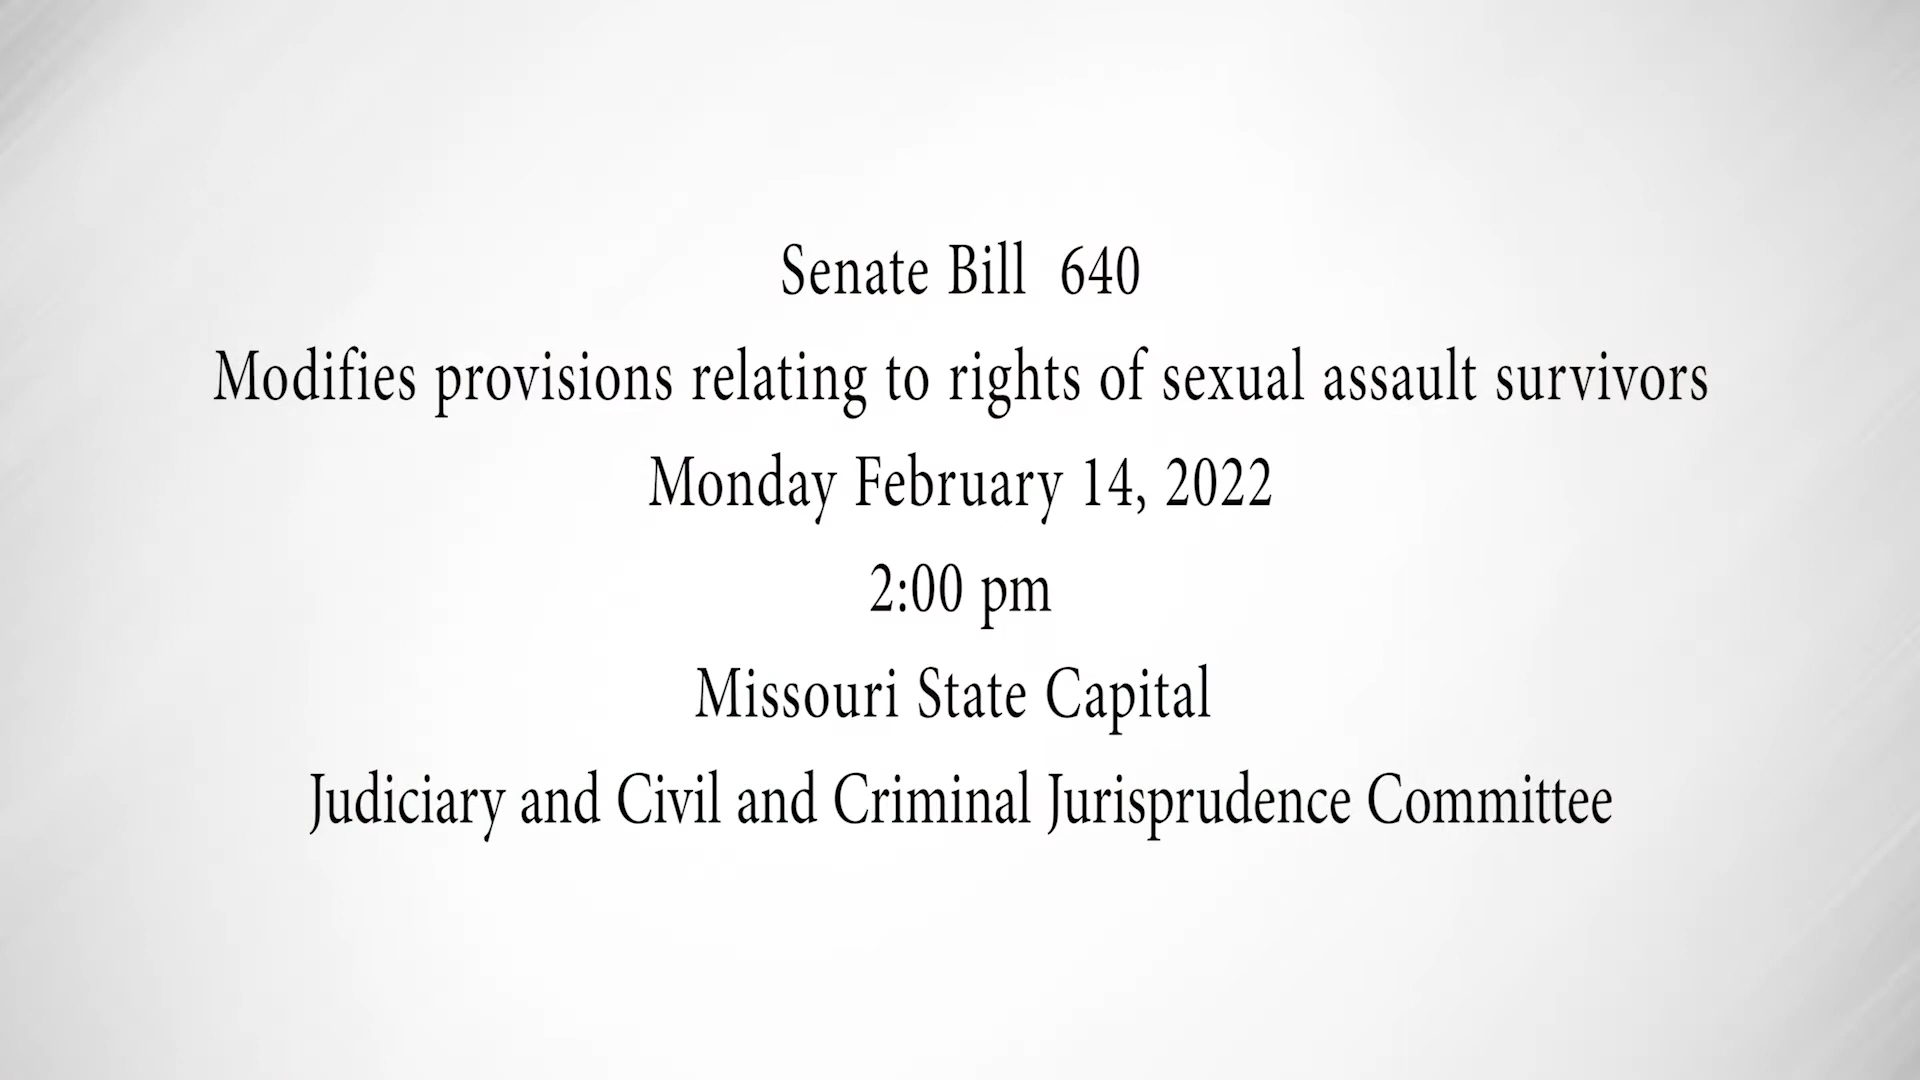 Senate Bill  640
Modifies provisions relating to rights of sexual assault survivors
Monday February 14, 2022
2:00 pm
Missouri State Capital
Judiciary and Civil and Criminal Jurisprudence Committee